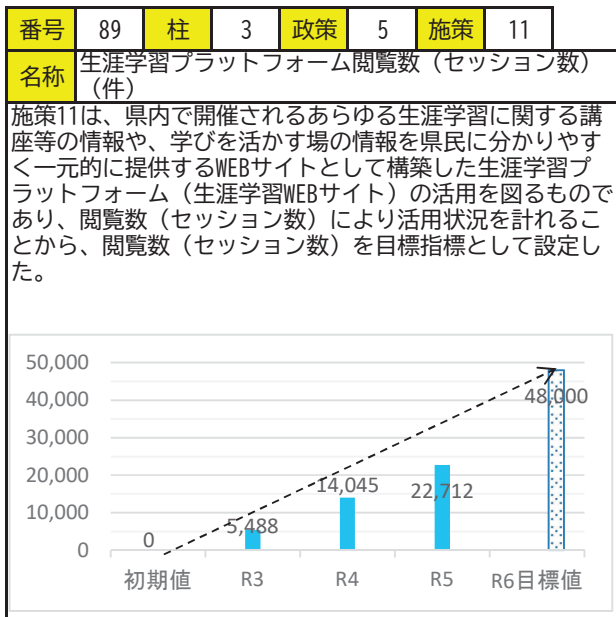 番号 89 柱 3 政策 5 施策 11
名称 生涯学習プラットフォーム閲覧数（セッション数）
（件）
施策11は、県内で開催されるあらゆる生涯学習に関する講
座等の情報や、学びを活かす場の情報を県民に分かりやす
く一元的に提供するWEBサイトとして構築した生涯学習プ
ラットフォーム（生涯学習WEBサイト）の活用を図るもので
あり、閲覧数（セッション数）により活用状況を計れるこ
とから、閲覧数（セッション数）を目標指標として設定し
た。
50,000
40,000
30,000
20,000
10,000
0
0
5,488
14,045
22,712
48,000
初期値 R3 R4 R5 R6目標値